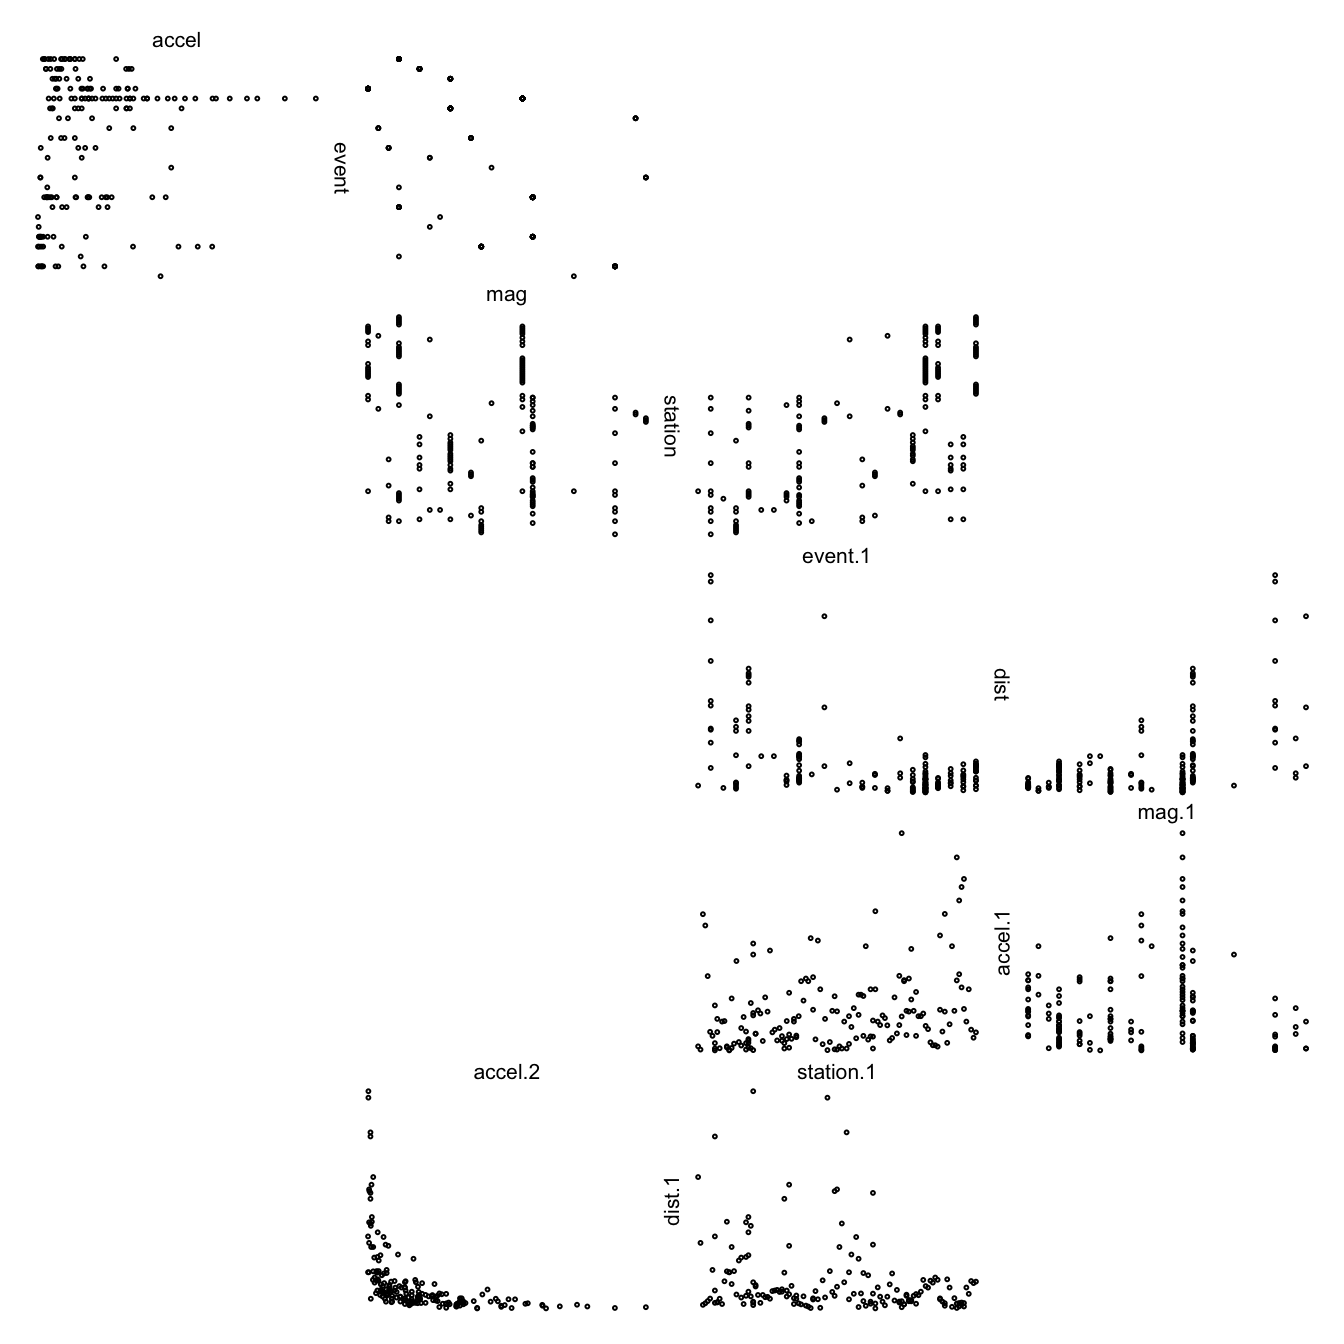 accel
event
mag
station
event.1
dist
mag.1
accel.1
accel.2
station.1
dist.1